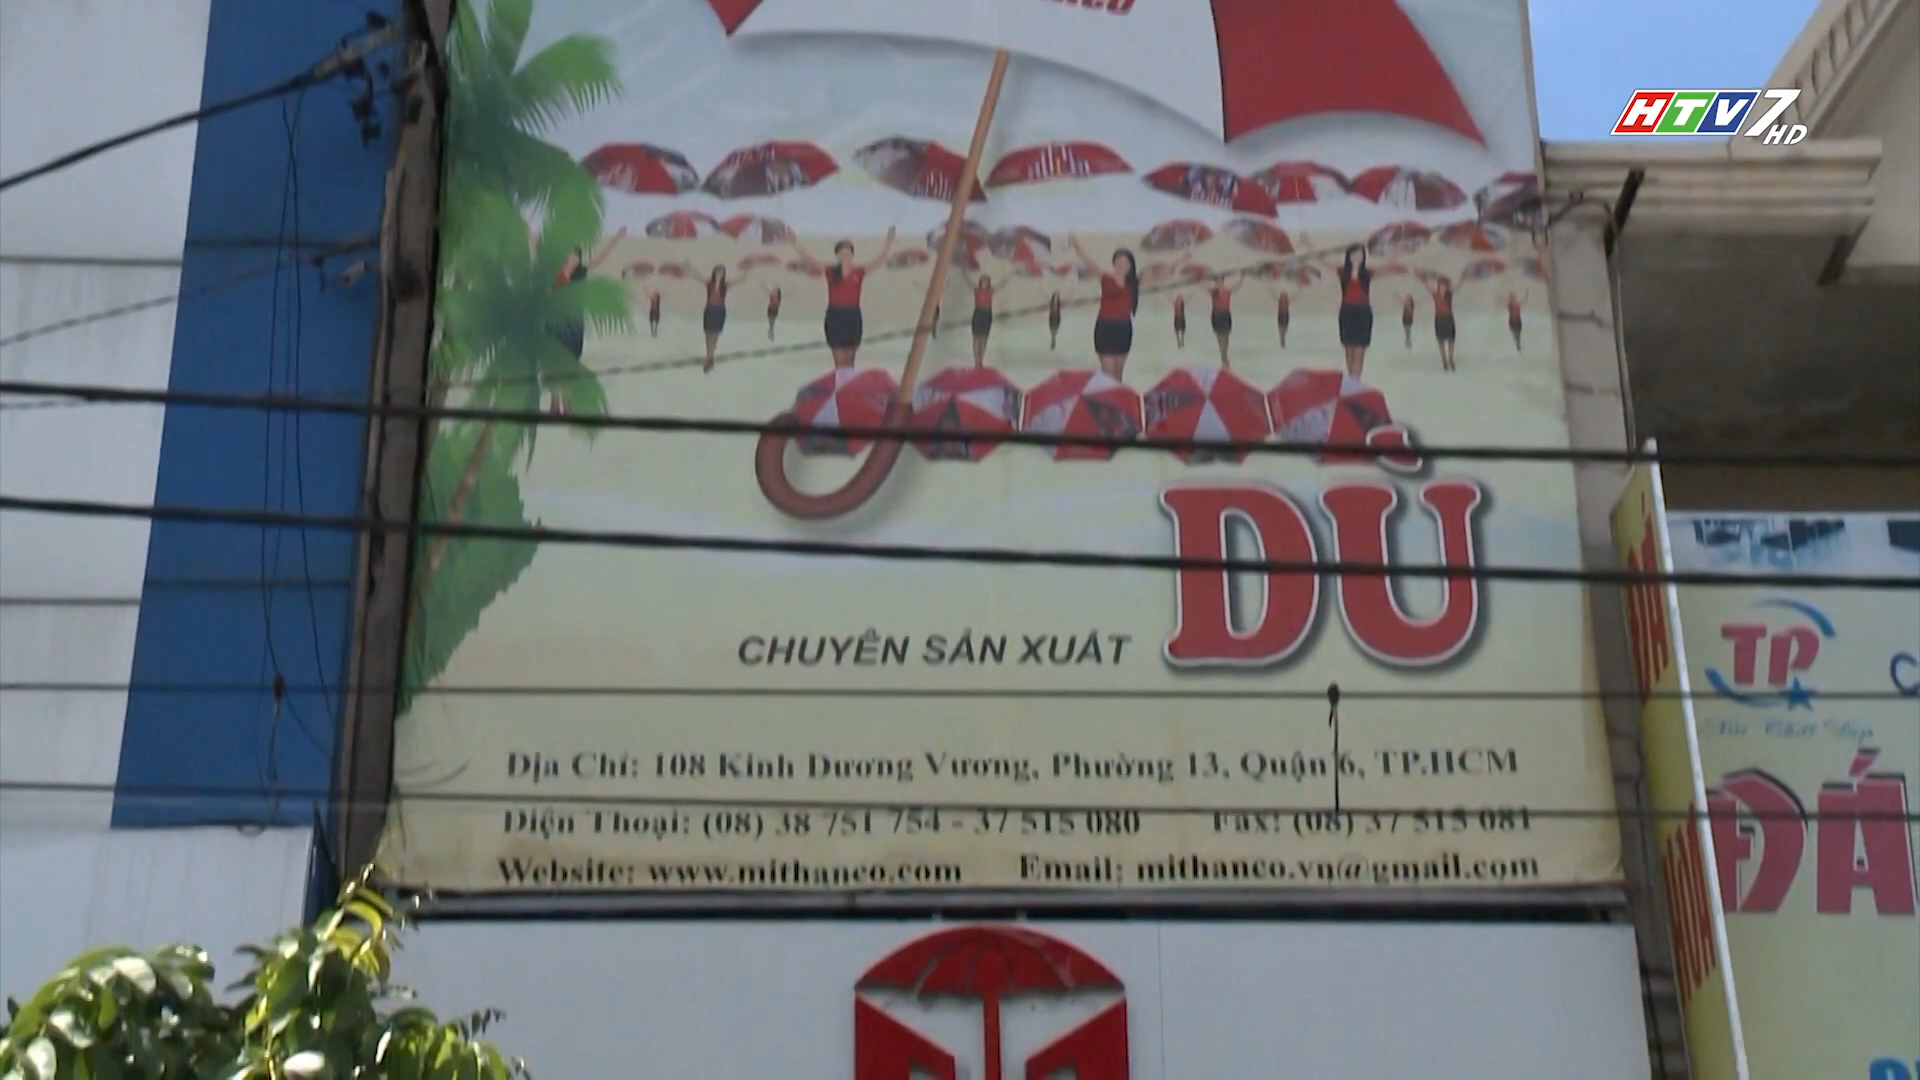 HTV7 HD
DÙ
CHUYÊN SẢN XUẤT
Địa Chỉ: 108 Kinh Dương Vương, Phường 13, Quận 6, TP.HCM
Điện Thoại: (08) 38 751 754 - 37 515 080 Fax: (08) 37 515 081
Website: www.mithanco.com Email: mithanco.vn@gmail.com
TP
ĐÁ
HOA